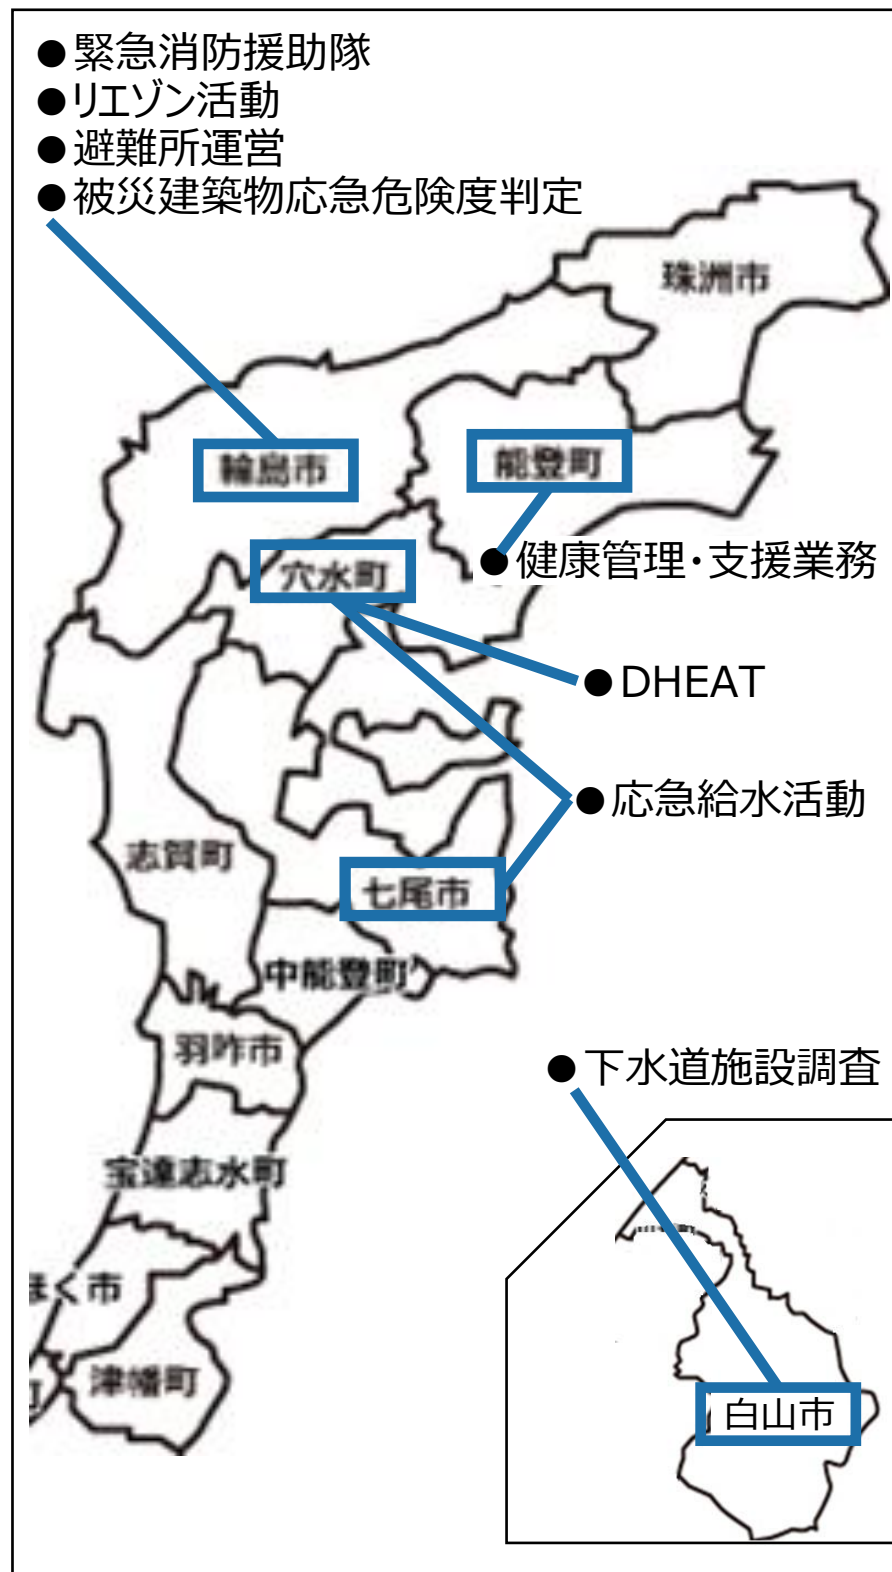 ●緊急消防援助隊
●リエゾン活動
●避難所運営
●被災建築物応急危険度判定
珠洲市
輪島市
能登町
●健康管理・支援業務
穴水町
●DHEAT
●応急給水活動
志賀町
七尾市
中能登町
羽咋市
●下水道施設調査
宝達志水町
ほく市
津幡町
町
白山市